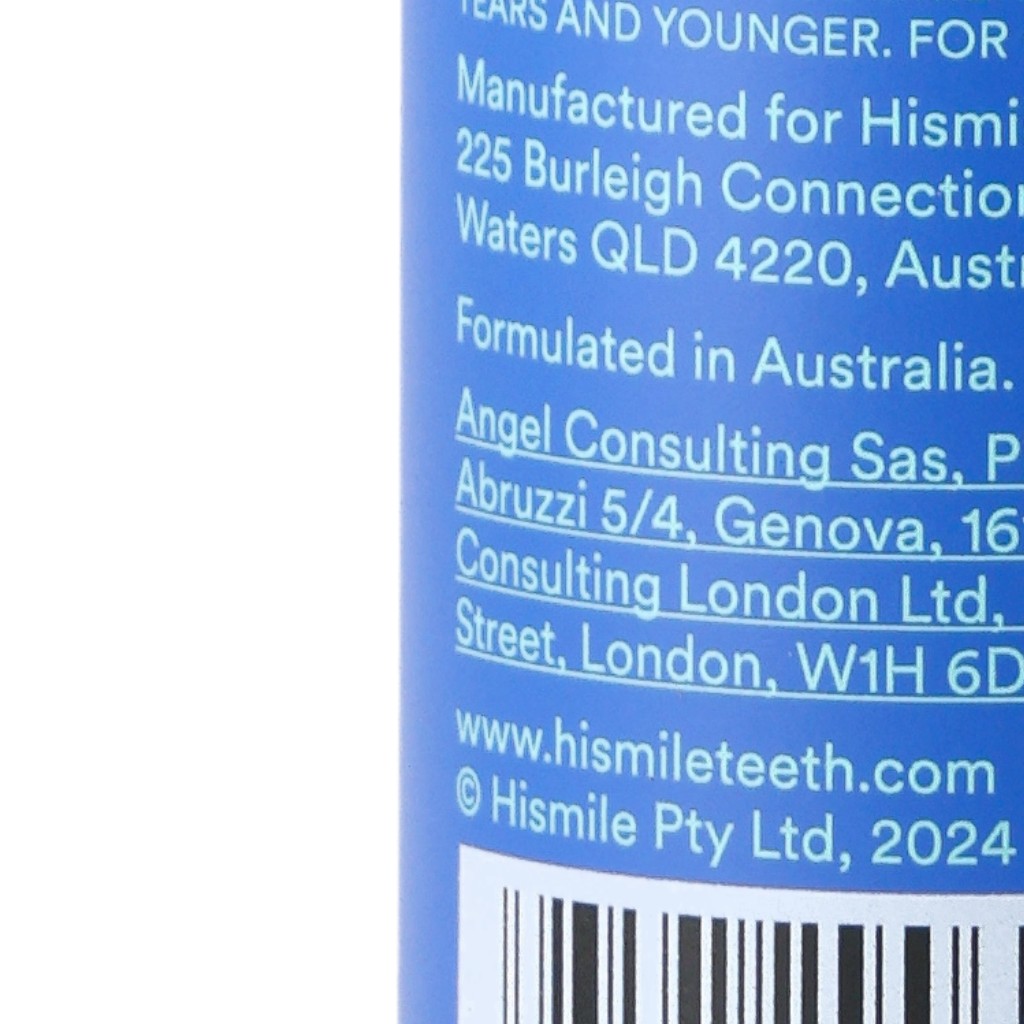 YEARS AND YOUNGER. FOR
Manufactured for Hismi
225 Burleigh Connection
Waters QLD 4220, Austr
Formulated in Australia.
Angel Consulting Sas, P
Abruzzi 5/4, Genova, 16
Consulting London Ltd,
Street, London, W1H 6D
www.hismileteeth.com
© Hismile Pty Ltd, 2024